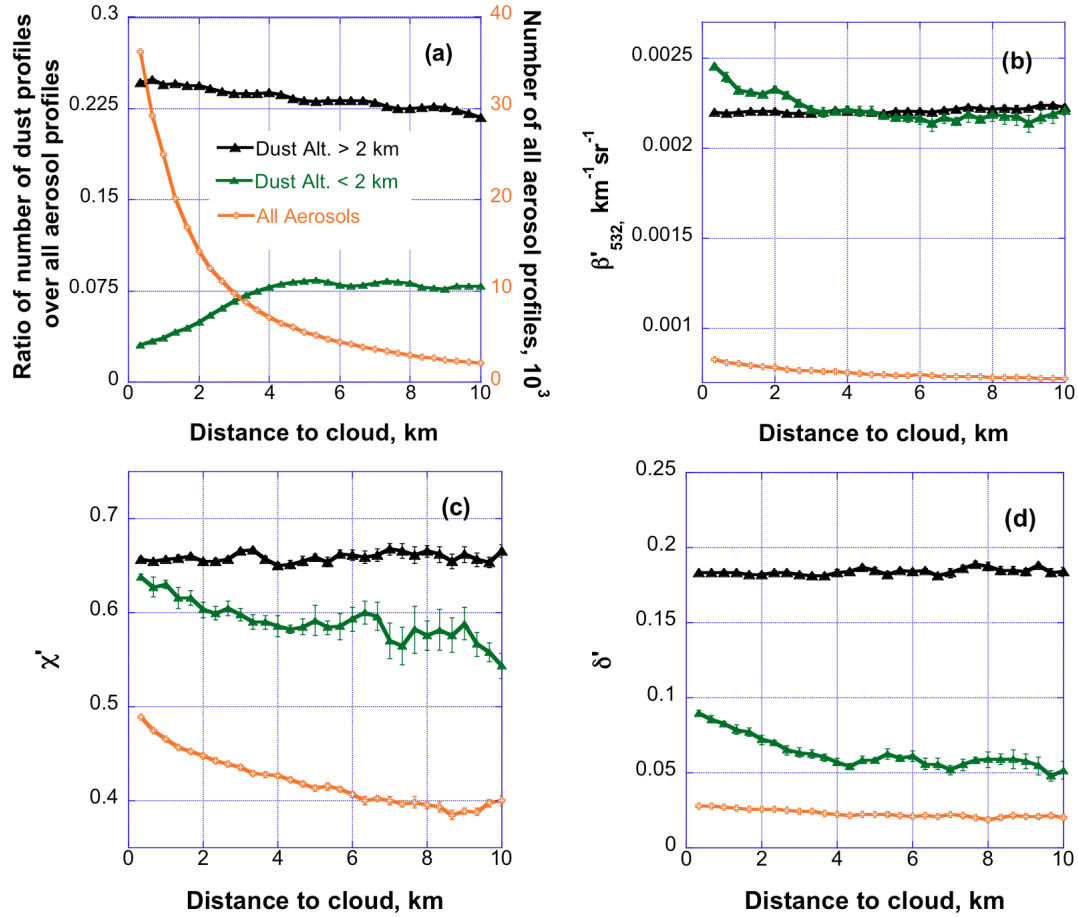 Ratio of number of dust profiles
over all aerosol profiles
0.3
0.225
0.15
0.075
0
(a)
Dust Alt. > 2 km
Dust Alt. < 2 km
All Aerosols
40
30
20
10
0
Number of all aerosol profiles, 10³
0 2 4 6 8 10
Distance to cloud, km
β'532, km⁻¹sr⁻¹
0.0025
0.002
0.0015
0.001
(b)
0 2 4 6 8 10
Distance to cloud, km
χ'
0.7
0.6
0.5
0.4
(c)
0 2 4 6 8 10
Distance to cloud, km
δ'
0.25
0.2
0.15
0.1
0.05
0
(d)
0 2 4 6 8 10
Distance to cloud, km